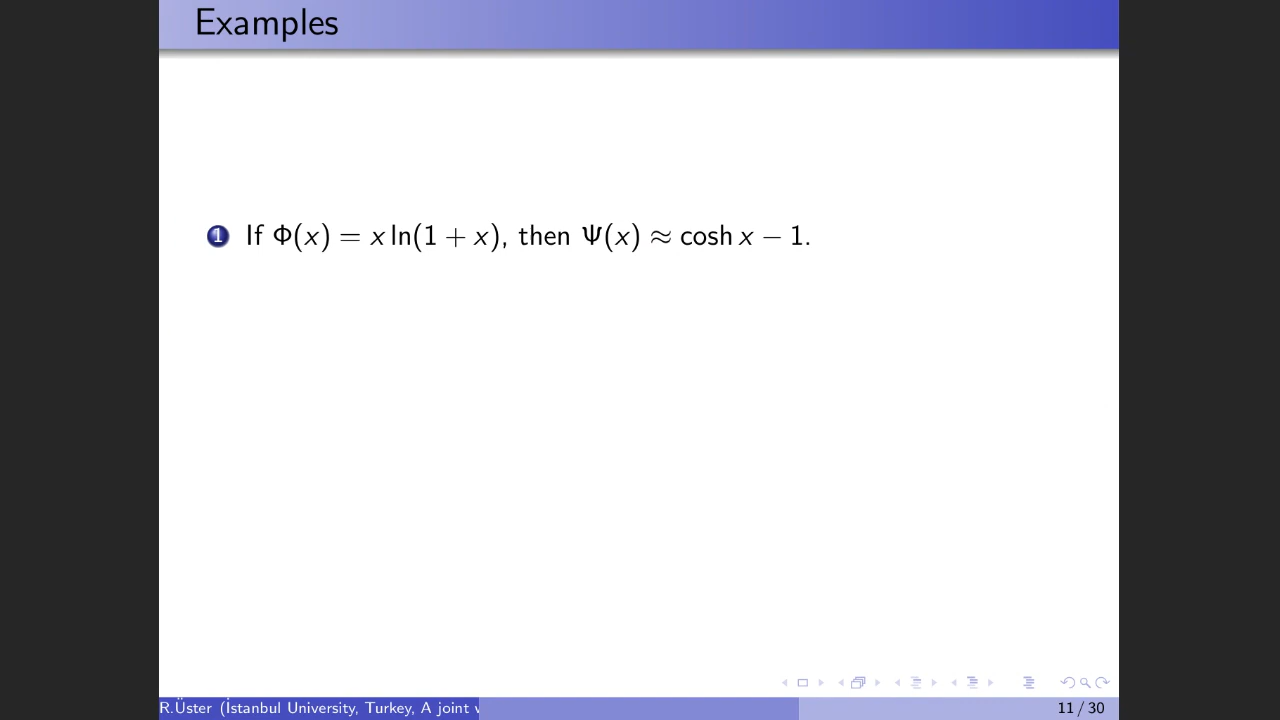 Examples
1 If Φ(x) = x ln(1 + x), then Ψ(x) ≈ cosh x − 1.
R.Üster (İstanbul University, Turkey, A joint
11 / 30